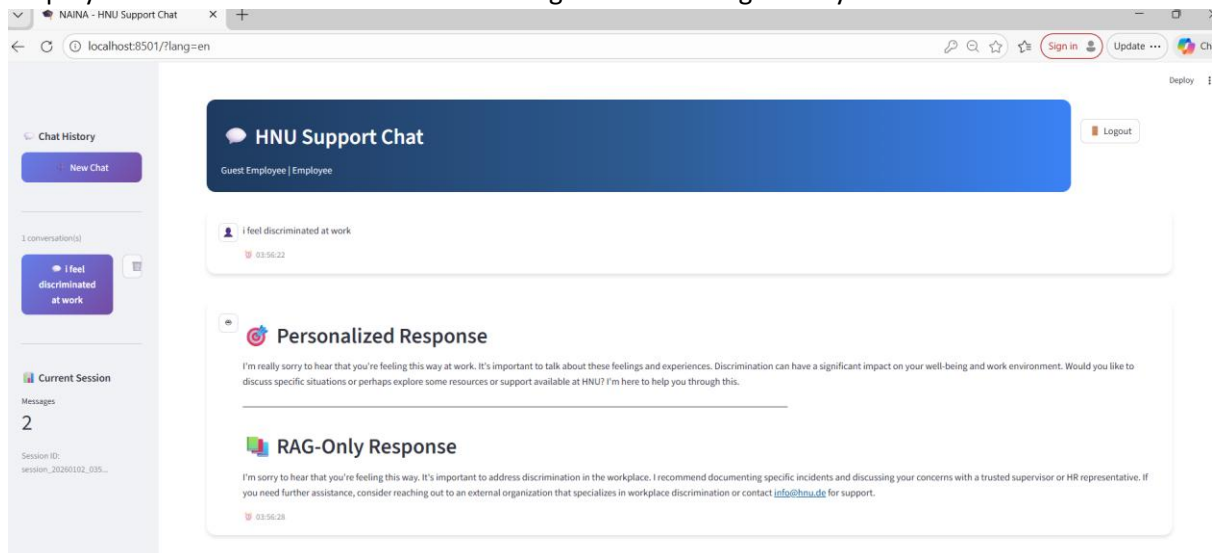 NAINA - HNU Support Chat
localhost:8501/?lang=en
Sign in
Update
Deploy
Chat History
New Chat
1 conversation(s)
i feel
discriminated
at work
Current Session
Messages
2
Session ID:
session_20260102_035...
HNU Support Chat
Guest Employee | Employee
Logout
i feel discriminated at work
03:56:22
Personalized Response
I'm really sorry to hear that you're feeling this way at work. It's important to talk about these feelings and experiences. Discrimination can have a significant impact on your well-being and work environment. Would you like to
discuss specific situations or perhaps explore some resources or support available at HNU? I'm here to help you through this.
RAG-Only Response
I'm sorry to hear that you're feeling this way. It's important to address discrimination in the workplace. I recommend documenting specific incidents and discussing your concerns with a trusted supervisor or HR representative. If
you need further assistance, consider reaching out to an external organization that specializes in workplace discrimination or contact info@hnu.de for support.
03:56:28